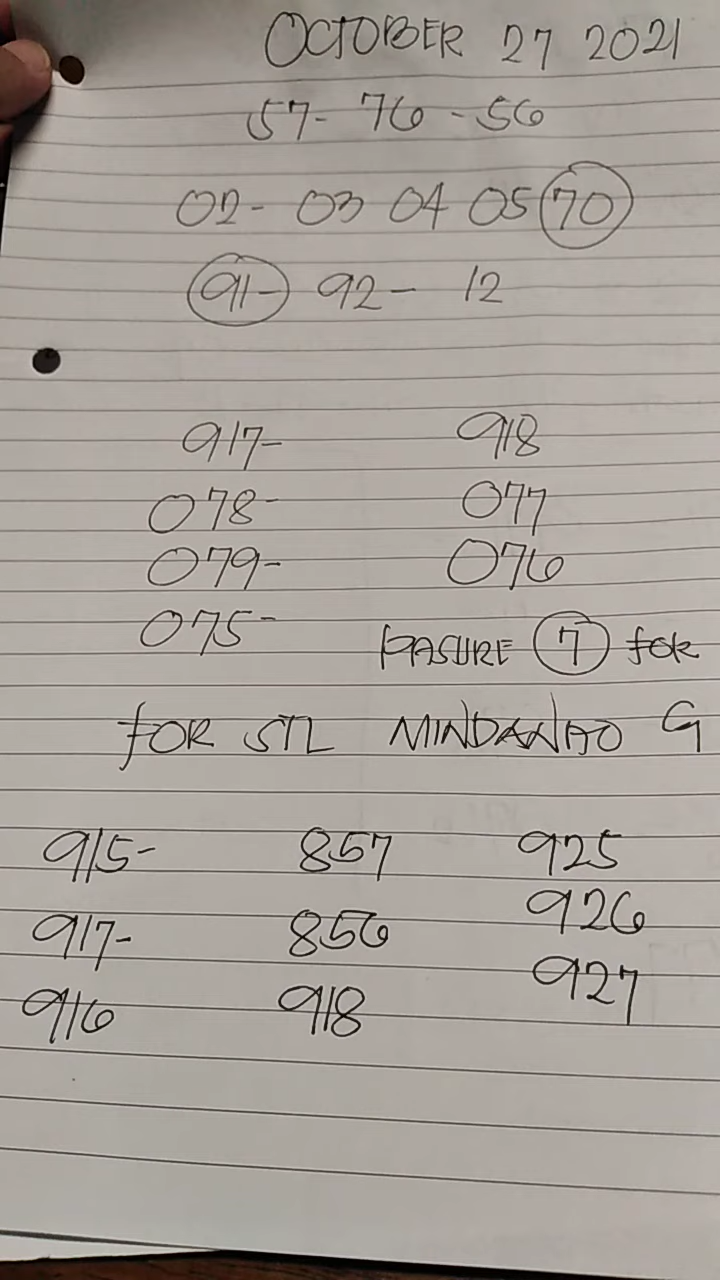 OCTOBER 27 2021
57- 76 - 56
02- 03 04 05 70
91- 92- 12
917- 918
078- 077
079- 076
075- PASURE 7 FOR
FOR STL MINDANAO G
915- 857 925
917- 856 926
916 918 927